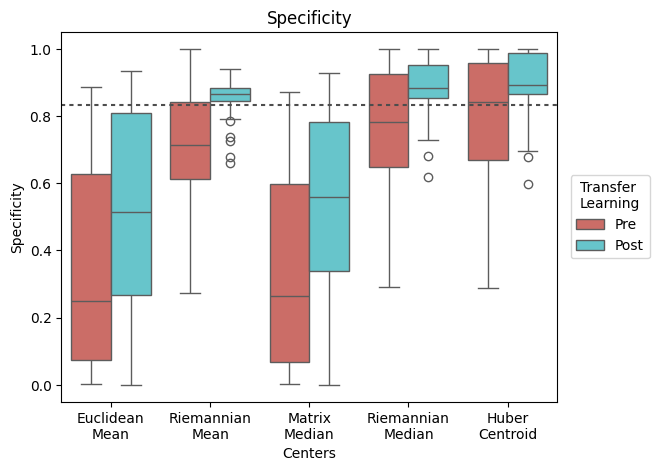 Specificity
Specificity
1.0
0.8
0.6
0.4
0.2
0.0
Euclidean
Mean
Riemannian
Mean
Matrix
Median
Riemannian
Median
Huber
Centroid
Centers
Transfer
Learning
Pre
Post